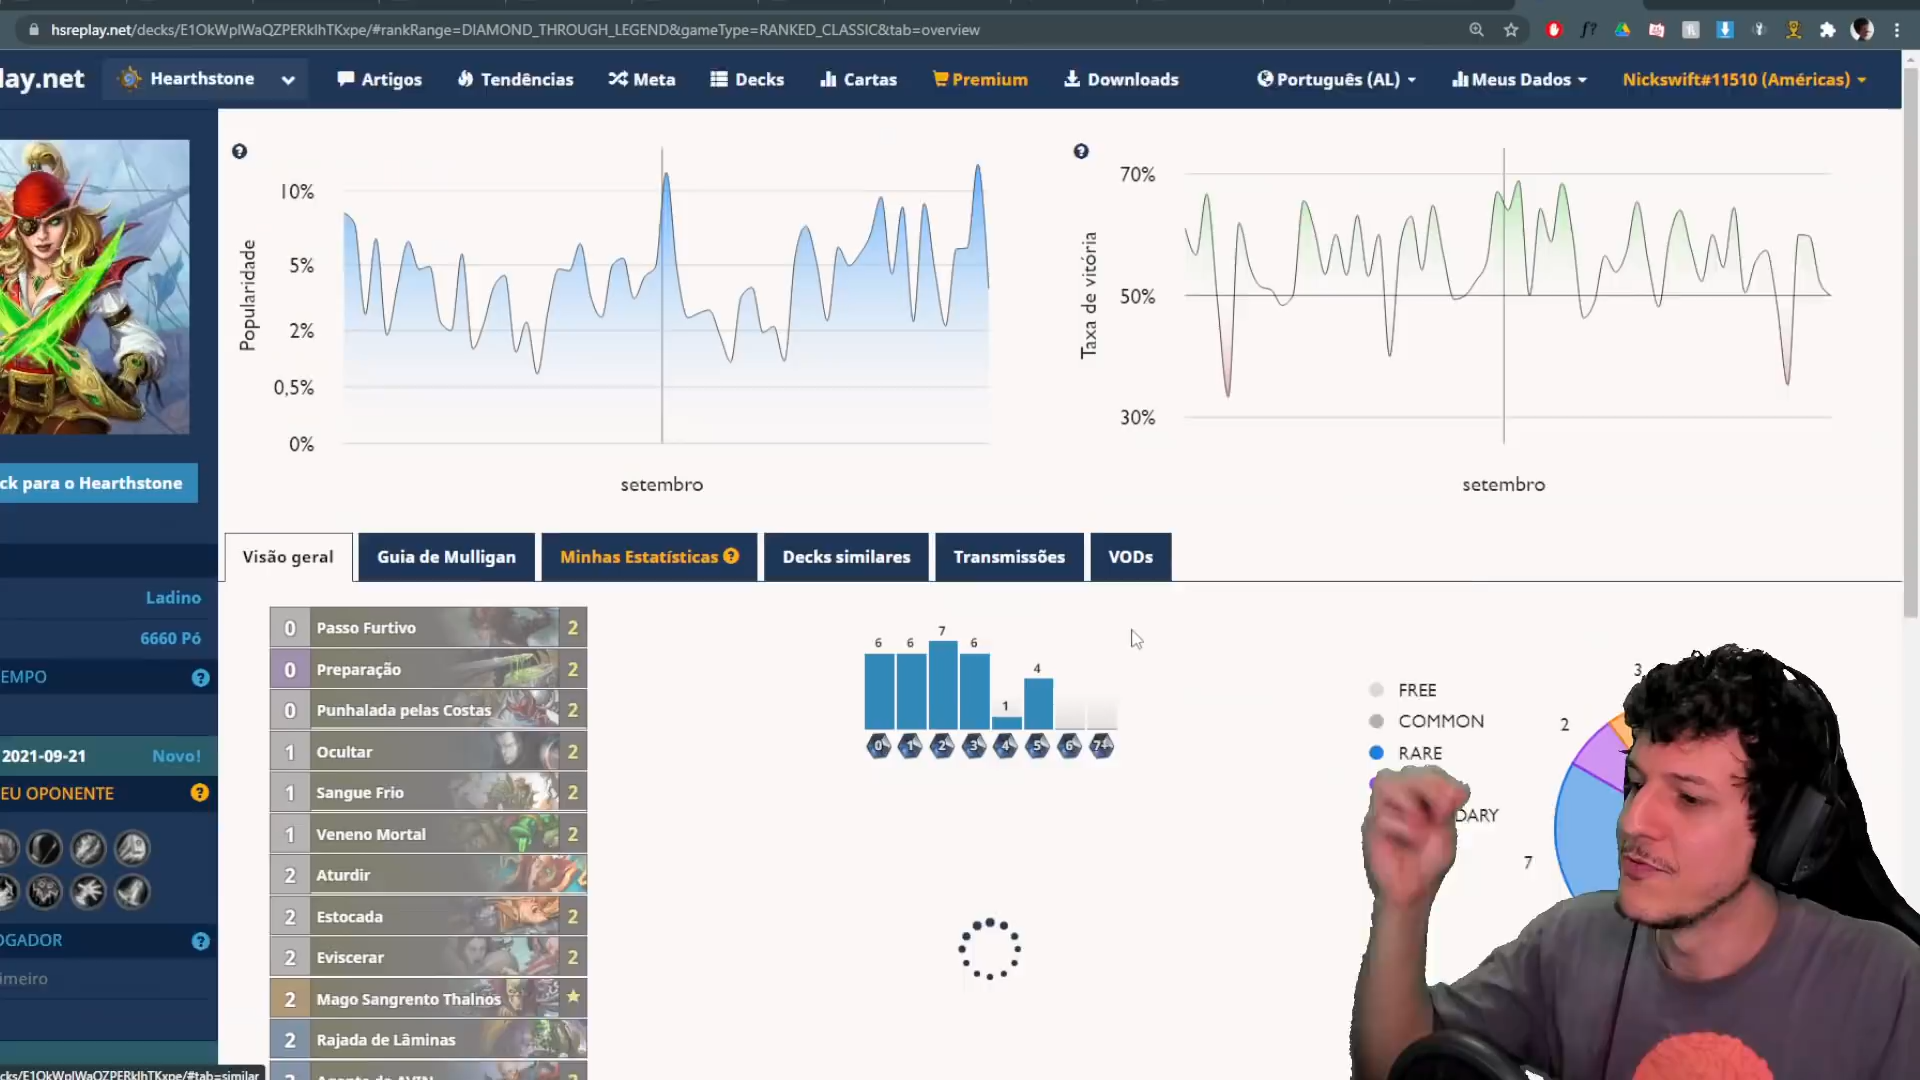 hsreplay.net/decks/E1OkWplWaQZPERklhTKxpe/#rankRange=DIAMOND_THROUGH_LEGEND&gameType=RANKED_CLASSIC&tab=overview
lay.net
Hearthstone
Artigos
Tendências
Meta
Decks
Cartas
Premium
Downloads
Português (AL)
Meus Dados
Nickswift#11510 (Américas)
ck para o Hearthstone
Ladino
6660 Pó
EMPO
2021-09-21 Novo!
EU OPONENTE
OGADOR
imeiro
Popularidade
10%
5%
2%
0,5%
0%
setembro
Taxa de vitória
70%
50%
30%
setembro
Visão geral
Guia de Mulligan
Minhas Estatísticas
Decks similares
Transmissões
VODs
0 Passo Furtivo 2
0 Preparação 2
0 Punhalada pelas Costas 2
1 Ocultar 2
1 Sangue Frio 2
1 Veneno Mortal 2
2 Aturdir 2
2 Estocada 2
2 Eviscerar 2
2 Mago Sangrento Thalnos
2 Rajada de Lâminas
6 6 7 6 1 4
0 1 2 3 4 5 6 7+
FREE
COMMON
RARE
DARY
3
2
7
cks/E1OkWplWaQZPERklhTKxpe/#tab=similar